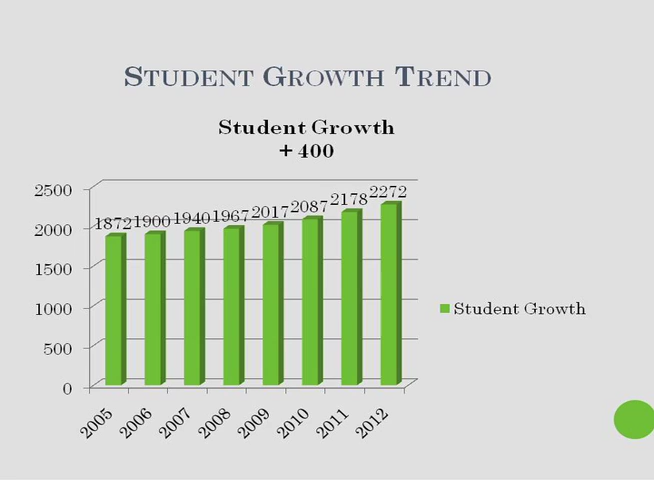 STUDENT GROWTH TREND
Student Growth
+ 400
2500
2000
1500
1000
500
0
1872 1900 1940 1967 2017 2087 2178 2272
2005 2006 2007 2008 2009 2010 2011 2012
Student Growth